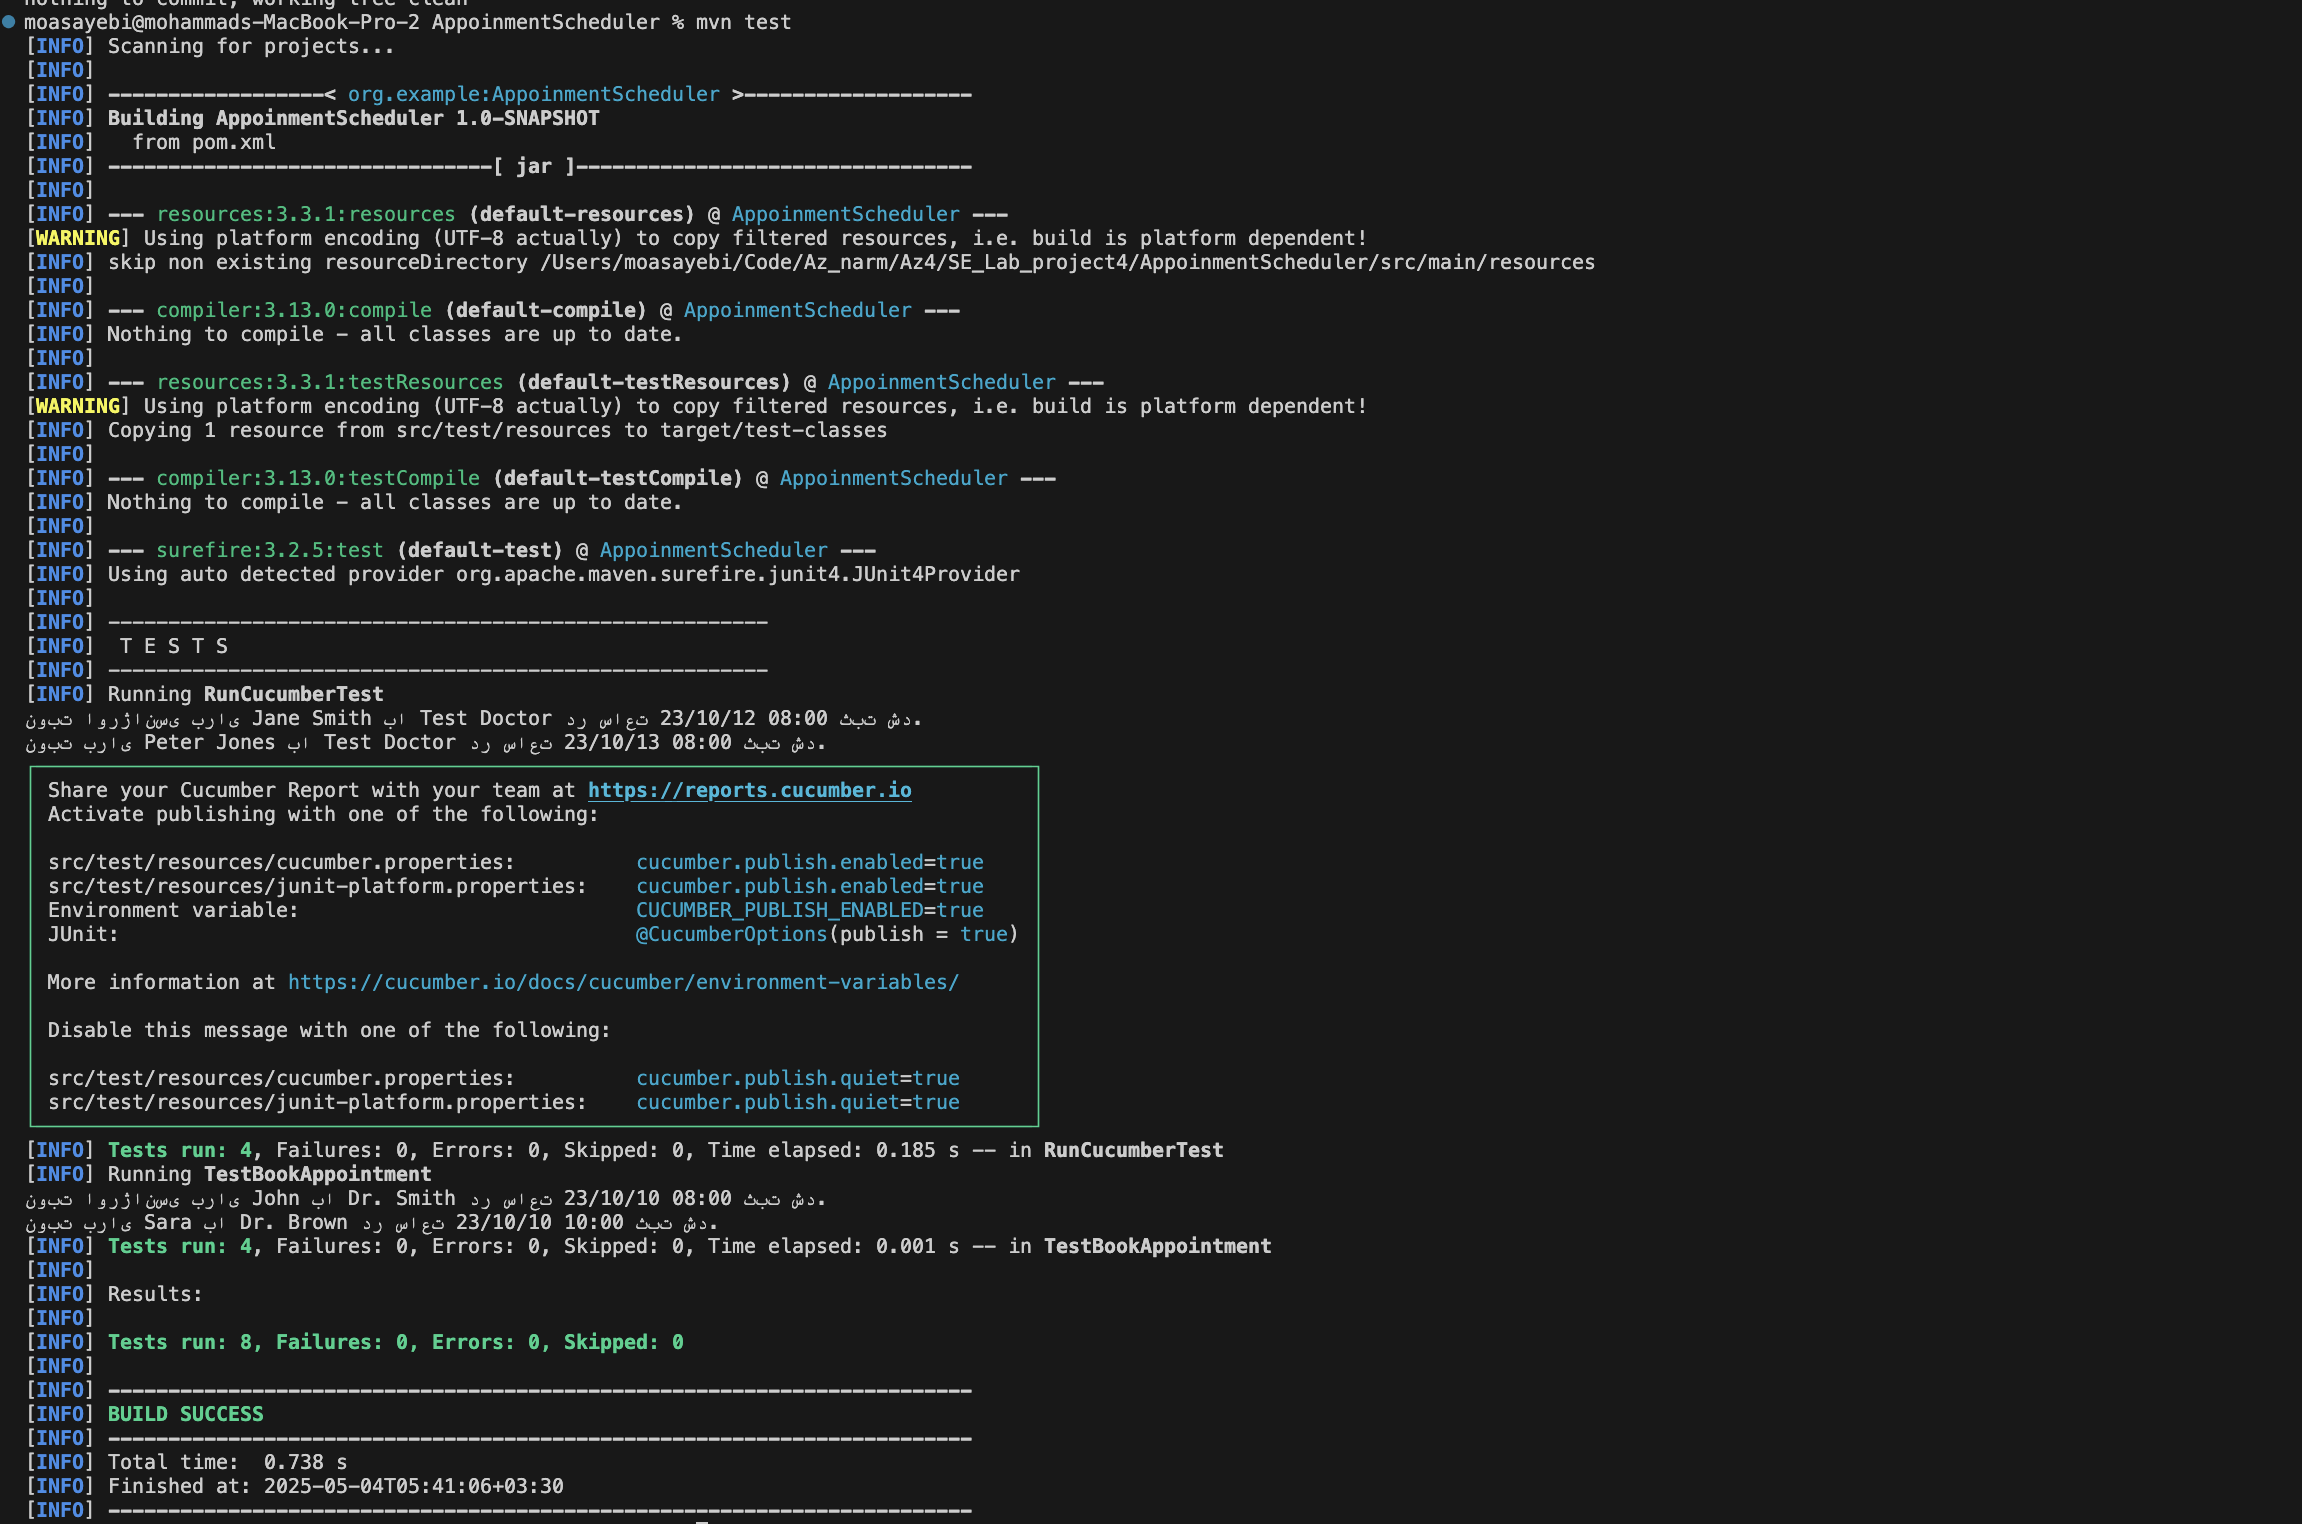 nothing to commit, working tree clean
moasayebi@mohammads-MacBook-Pro-2 AppoinmentScheduler % mvn test
[INFO] Scanning for projects...
[INFO]
[INFO] ------------------< org.example:AppoinmentScheduler >-------------------
[INFO] Building AppoinmentScheduler 1.0-SNAPSHOT
[INFO]   from pom.xml
[INFO] --------------------------------[ jar ]---------------------------------
[INFO]
[INFO] --- resources:3.3.1:resources (default-resources) @ AppoinmentScheduler ---
[WARNING] Using platform encoding (UTF-8 actually) to copy filtered resources, i.e. build is platform dependent!
[INFO] skip non existing resourceDirectory /Users/moasayebi/Code/Az_narm/Az4/SE_Lab_project4/AppoinmentScheduler/src/main/resources
[INFO]
[INFO] --- compiler:3.13.0:compile (default-compile) @ AppoinmentScheduler ---
[INFO] Nothing to compile - all classes are up to date.
[INFO]
[INFO] --- resources:3.3.1:testResources (default-testResources) @ AppoinmentScheduler ---
[WARNING] Using platform encoding (UTF-8 actually) to copy filtered resources, i.e. build is platform dependent!
[INFO] Copying 1 resource from src/test/resources to target/test-classes
[INFO]
[INFO] --- compiler:3.13.0:testCompile (default-testCompile) @ AppoinmentScheduler ---
[INFO] Nothing to compile - all classes are up to date.
[INFO]
[INFO] --- surefire:3.2.5:test (default-test) @ AppoinmentScheduler ---
[INFO] Using auto detected provider org.apache.maven.surefire.junit4.JUnit4Provider
[INFO]
[INFO] -------------------------------------------------------
[INFO]  T E S T S
[INFO] -------------------------------------------------------
[INFO] Running RunCucumberTest
نوبت اورژانسی برای Jane Smith با Test Doctor در ساعت 23/10/12 08:00 ثبت شد.
نوبت برای Peter Jones با Test Doctor در ساعت 23/10/13 08:00 ثبت شد.
Share your Cucumber Report with your team at https://reports.cucumber.io
Activate publishing with one of the following:
src/test/resources/cucumber.properties: cucumber.publish.enabled=true
src/test/resources/junit-platform.properties: cucumber.publish.enabled=true
Environment variable: CUCUMBER_PUBLISH_ENABLED=true
JUnit: @CucumberOptions(publish = true)
More information at https://cucumber.io/docs/cucumber/environment-variables/
Disable this message with one of the following:
src/test/resources/cucumber.properties: cucumber.publish.quiet=true
src/test/resources/junit-platform.properties: cucumber.publish.quiet=true
[INFO] Tests run: 4, Failures: 0, Errors: 0, Skipped: 0, Time elapsed: 0.185 s -- in RunCucumberTest
[INFO] Running TestBookAppointment
نوبت اورژانسی برای John با Dr. Smith در ساعت 23/10/10 08:00 ثبت شد.
نوبت برای Sara با Dr. Brown در ساعت 23/10/10 10:00 ثبت شد.
[INFO] Tests run: 4, Failures: 0, Errors: 0, Skipped: 0, Time elapsed: 0.001 s -- in TestBookAppointment
[INFO]
[INFO] Results:
[INFO]
[INFO] Tests run: 8, Failures: 0, Errors: 0, Skipped: 0
[INFO]
[INFO] ------------------------------------------------------------------------
[INFO] BUILD SUCCESS
[INFO] ------------------------------------------------------------------------
[INFO] Total time:  0.738 s
[INFO] Finished at: 2025-05-04T05:41:06+03:30
[INFO] ------------------------------------------------------------------------